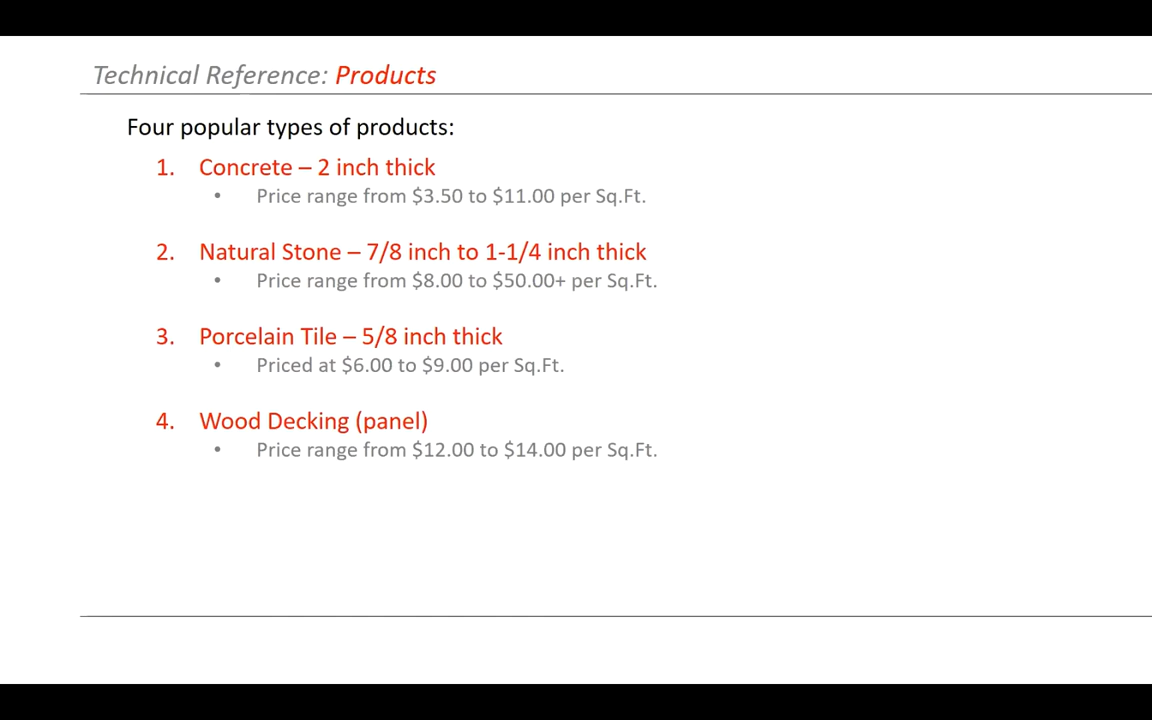 Technical Reference: Products
Four popular types of products:
1. Concrete – 2 inch thick
• Price range from $3.50 to $11.00 per Sq.Ft.
2. Natural Stone – 7/8 inch to 1-1/4 inch thick
• Price range from $8.00 to $50.00+ per Sq.Ft.
3. Porcelain Tile – 5/8 inch thick
• Priced at $6.00 to $9.00 per Sq.Ft.
4. Wood Decking (panel)
• Price range from $12.00 to $14.00 per Sq.Ft.